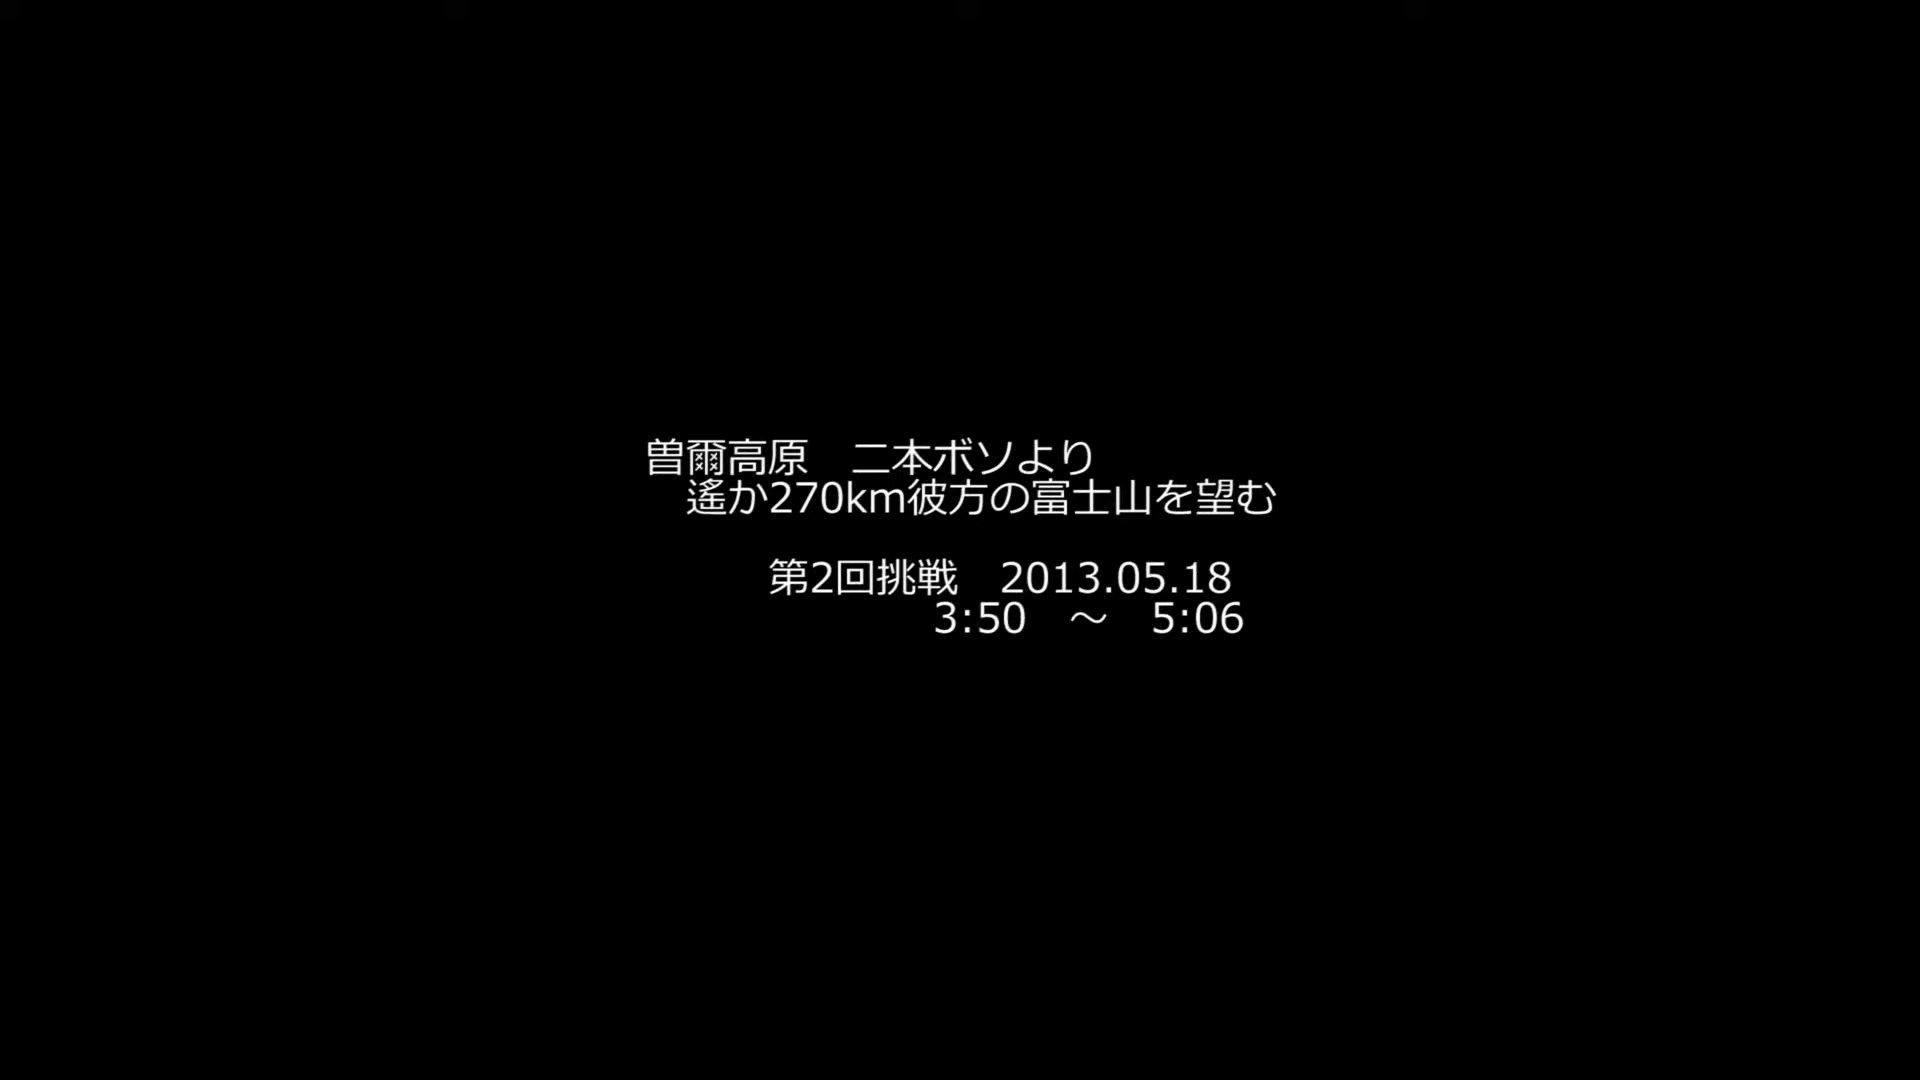 曽爾高原　二本ボソより
遙か270km彼方の富士山を望む
第2回挑戦　2013.05.18
3:50　～　5:06